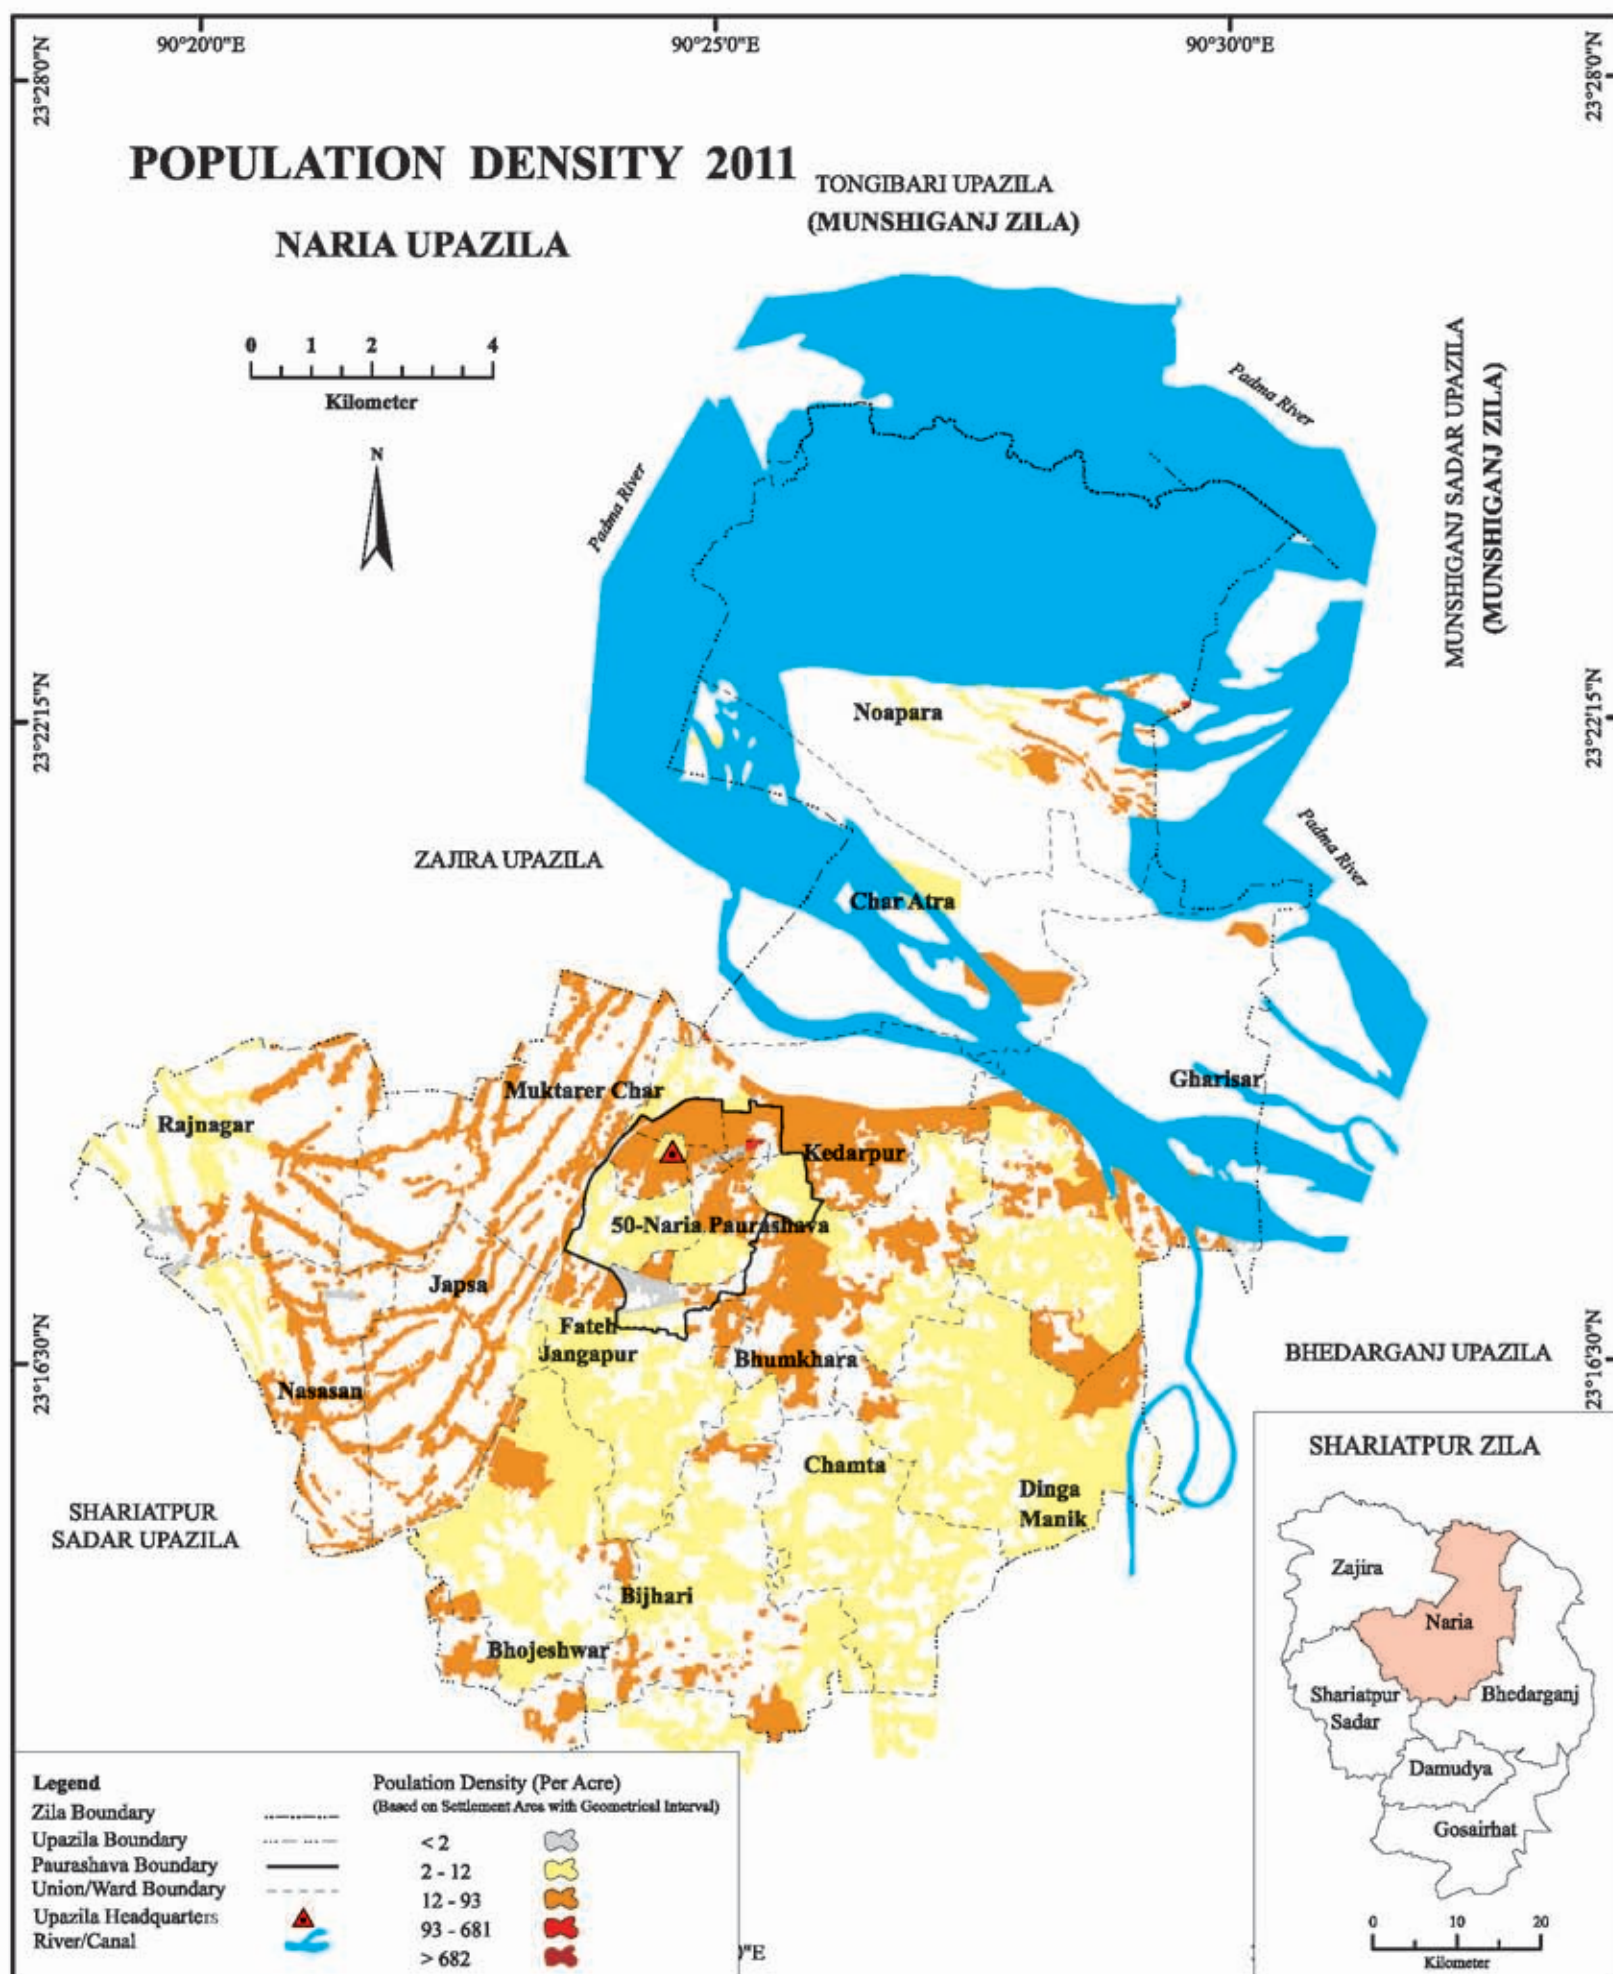 90°20'0"E
90°25'0"E
90°30'0"E
23°28'0"N
23°28'0"N
POPULATION DENSITY 2011
NARIA UPAZILA
TONGIBARI UPAZILA
(MUNSHIGANJ ZILA)
0 1 2 4
Kilometer
N
Padma River
Padma River
MUNSHIGANJ SADAR UPAZILA
(MUNSHIGANJ ZILA)
23°22'15"N
23°22'15"N
Noapara
ZAJIRA UPAZILA
Padma River
Char Atra
Gharisar
Muktarer Char
Rajnagar
Kedarpur
50-Naria Paurashava
Japsa
Fateh
Jangapur
Bhumkhara
Nasasan
23°16'30"N
23°16'30"N
BHEDARGANJ UPAZILA
Chamta
Dinga
Manik
SHARIATPUR
SADAR UPAZILA
Bijhari
Bhojeshwar
SHARIATPUR ZILA
Zajira
Naria
Shariatpur
Sadar
Bhedarganj
Damudya
Gosairhat
0 10 20
Kilometer
Legend
Zila Boundary
Upazila Boundary
Paurashava Boundary
Union/Ward Boundary
Upazila Headquarters
River/Canal
Poulation Density (Per Acre)
(Based on Settlement Area with Geometrical Interval)
< 2
2 - 12
12 - 93
93 - 681
> 682
)"E